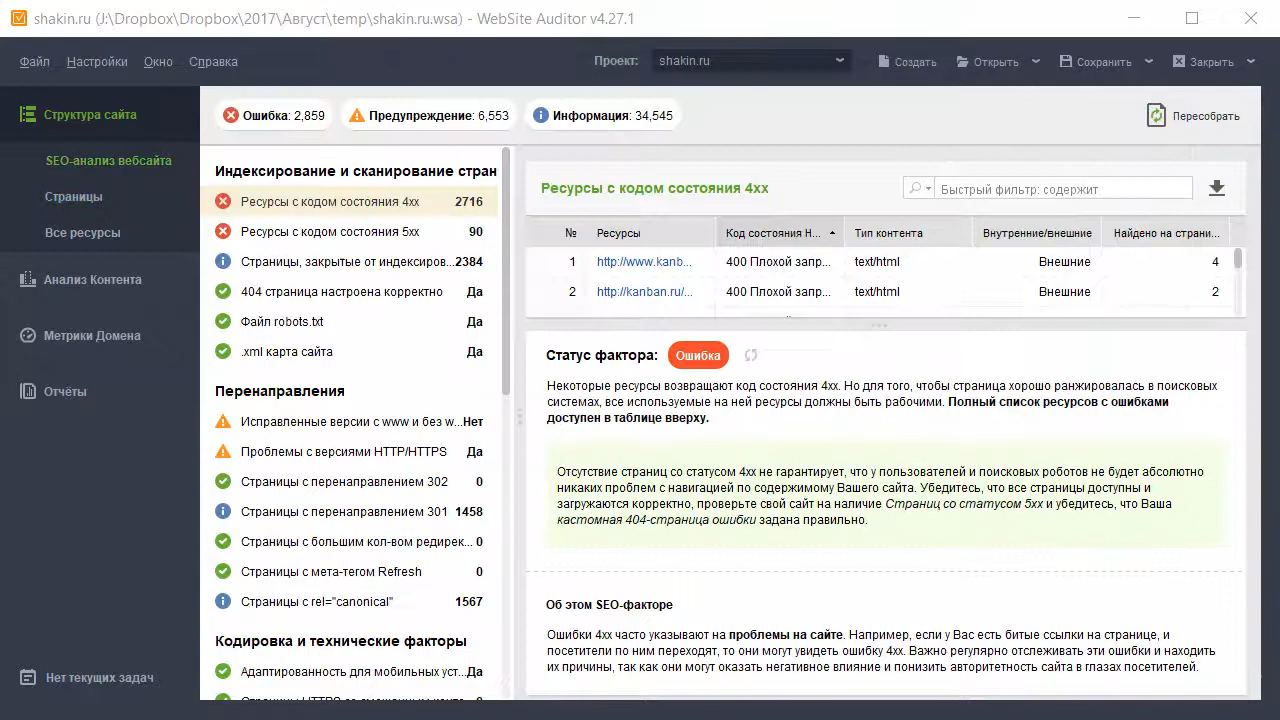 shakin.ru (J:\Dropbox\Dropbox\2017\Август\temp\shakin.ru.wsa) - WebSite Auditor v4.27.1
Файл Настройки Окно Справка
Проект: shakin.ru
Создать Открыть Сохранить Закрыть
Структура сайта
SEO-анализ вебсайта
Страницы
Все ресурсы
Анализ Контента
Метрики Домена
Отчёты
Нет текущих задач
Ошибка: 2,859 Предупреждение: 6,553 Информация: 34,545
Пересобрать
Индексирование и сканирование стран
Ресурсы с кодом состояния 4xx 2716
Ресурсы с кодом состояния 5xx 90
Страницы, закрытые от индексиров... 2384
404 страница настроена корректно Да
Файл robots.txt Да
.xml карта сайта Да
Перенаправления
Исправленные версии с www и без w... Нет
Проблемы с версиями HTTP/HTTPS Да
Страницы с перенаправлением 302 0
Страницы с перенаправлением 301 1458
Страницы с большим кол-вом редирек... 0
Страницы с мета-тегом Refresh 0
Страницы с rel="canonical" 1567
Кодировка и технические факторы
Адаптированность для мобильных уст... Да
Ресурсы с кодом состояния 4xx
Быстрый фильтр: содержит
№ Ресурсы Код состояния H... Тип контента Внутренние/внешние Найдено на страни...
1 http://www.kanb... 400 Плохой запр... text/html Внешние 4
2 http://kanban.ru/... 400 Плохой запр... text/html Внешние 2
Статус фактора: Ошибка
Некоторые ресурсы возвращают код состояния 4xx. Но для того, чтобы страница хорошо ранжировалась в поисковых
системах, все используемые на ней ресурсы должны быть рабочими. Полный список ресурсов с ошибками
доступен в таблице вверху.
Отсутствие страниц со статусом 4xx не гарантирует, что у пользователей и поисковых роботов не будет абсолютно
никаких проблем с навигацией по содержимому Вашего сайта. Убедитесь, что все страницы доступны и
загружаются корректно, проверьте свой сайт на наличие Страниц со статусом 5xx и убедитесь, что Ваша
кастомная 404-страница ошибки задана правильно.
Об этом SEO-факторе
Ошибки 4xx часто указывают на проблемы на сайте. Например, если у Вас есть битые ссылки на странице, и
посетители по ним переходят, то они могут увидеть ошибку 4xx. Важно регулярно отслеживать эти ошибки и находить
их причины, так как они могут оказать негативное влияние и понизить авторитетность сайта в глазах посетителей.